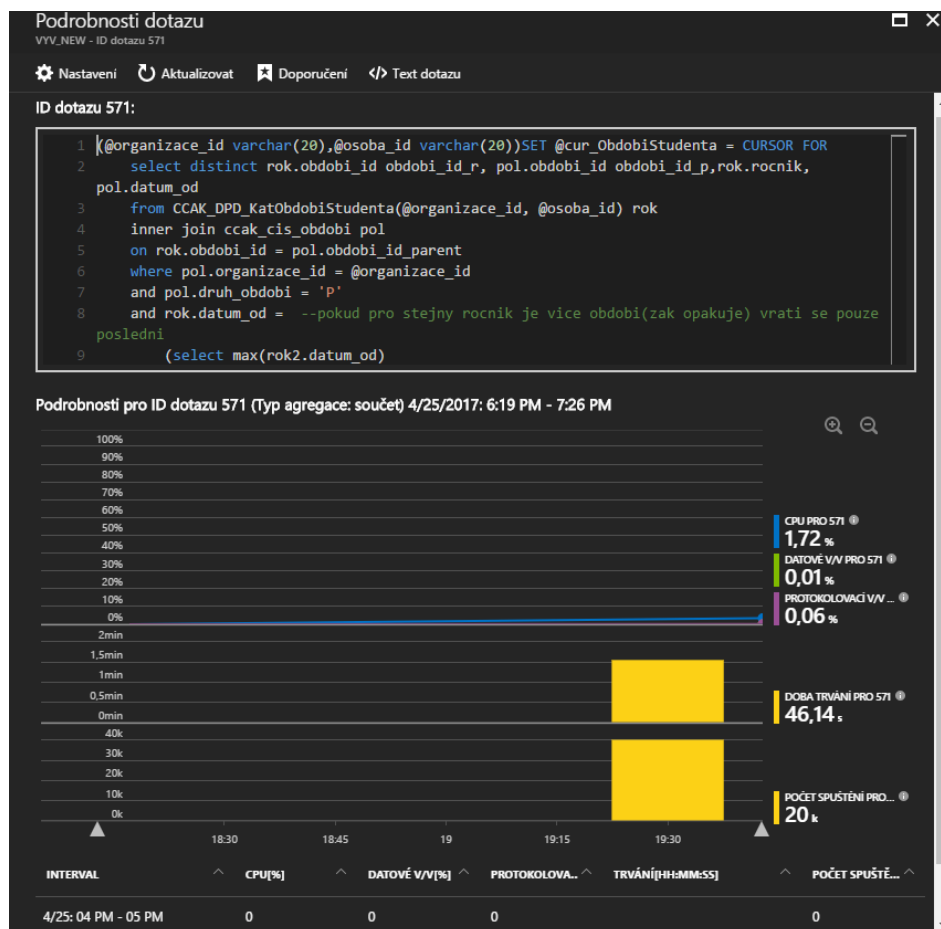 Podrobnosti dotazu
VYV_NEW - ID dotazu 571
Nastavení Aktualizovat Doporučení </> Text dotazu
ID dotazu 571:
1 (@organizace_id varchar(20),@osoba_id varchar(20))SET @cur_ObdobiStudenta = CURSOR FOR
2 select distinct rok.obdobi_id obdobi_id_r, pol.obdobi_id obdobi_id_p,rok.rocnik,
pol.datum_od
3 from CCAK_DPD_KatObdobiStudenta(@organizace_id, @osoba_id) rok
4 inner join ccak_cis_obdobi pol
5 on rok.obdobi_id = pol.obdobi_id_parent
6 where pol.organizace_id = @organizace_id
7 and pol.druh_obdobi = 'P'
8 and rok.datum_od = --pokud pro stejny rocnik je vice obdobi(zak opakuje) vrati se pouze
posledni
9 (select max(rok2.datum_od)
Podrobnosti pro ID dotazu 571 (Typ agregace: součet) 4/25/2017: 6:19 PM - 7:26 PM
100%
90%
80%
70%
60%
50%
40%
30%
20%
10%
0%
CPU PRO 571
1,72 %
DATOVÉ V/V PRO 571
0,01 %
PROTOKOLOVACÍ V/V ...
0,06 %
2min
1,5min
1min
0,5min
0min
DOBA TRVÁNÍ PRO 571
46,14 s
40k
30k
20k
10k
0k
POČET SPUŠTĚNÍ PRO...
20 k
18:30 18:45 19 19:15 19:30
INTERVAL CPU[%] DATOVÉ V/V[%] PROTOKOLOVA... TRVÁNÍ[HH:MM:SS] POČET SPUŠTĚ...
4/25: 04 PM - 05 PM 0 0 0 0